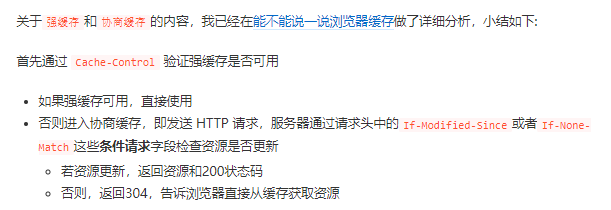 关于 强缓存 和 协商缓存 的内容，我已经在能不能说一说浏览器缓存做了详细分析，小结如下:
首先通过 Cache-Control 验证强缓存是否可用
如果强缓存可用，直接使用
否则进入协商缓存，即发送 HTTP 请求，服务器通过请求头中的 If-Modified-Since 或者 If-None-
Match 这些条件请求字段检查资源是否更新
若资源更新，返回资源和200状态码
否则，返回304，告诉浏览器直接从缓存获取资源